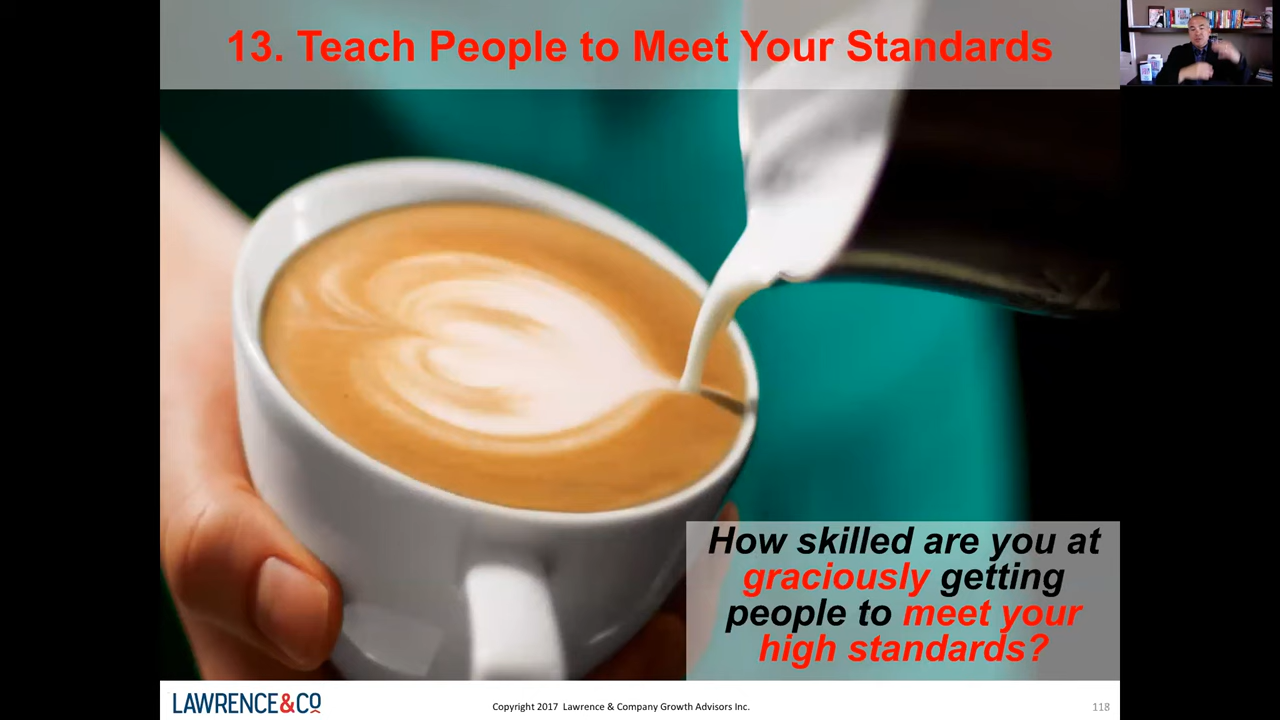 13. Teach People to Meet Your Standards
How skilled are you at
graciously getting
people to meet your
high standards?
LAWRENCE&CO
Copyright 2017 Lawrence & Company Growth Advisors Inc.
118